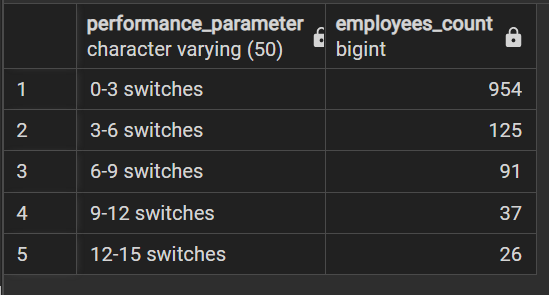 performance_parameter employees_count
character varying (50) bigint
1 0-3 switches 954
2 3-6 switches 125
3 6-9 switches 91
4 9-12 switches 37
5 12-15 switches 26